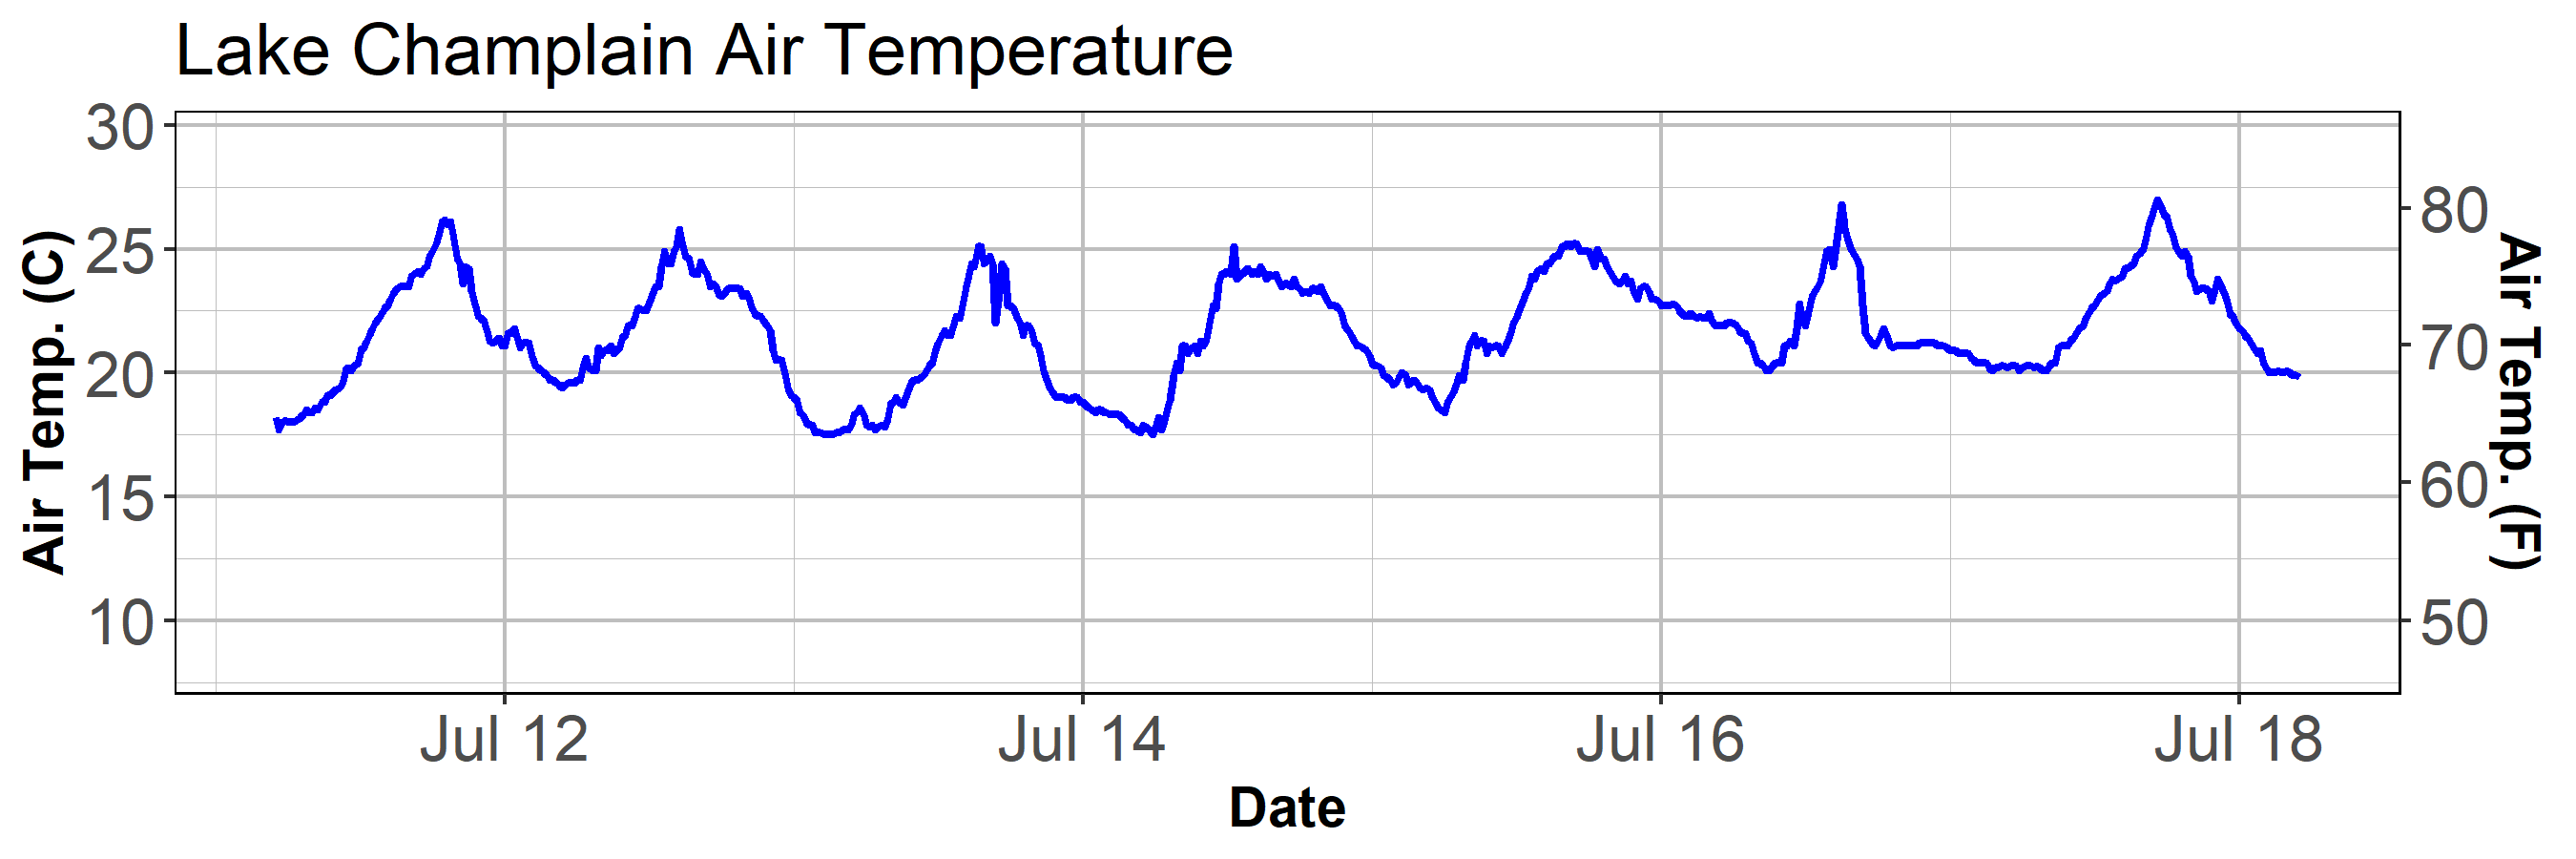 Lake Champlain Air Temperature
30
25
20
15
10
Air Temp. (C)
80
70
60
50
Air Temp. (F)
Jul 12 Jul 14 Jul 16 Jul 18
Date